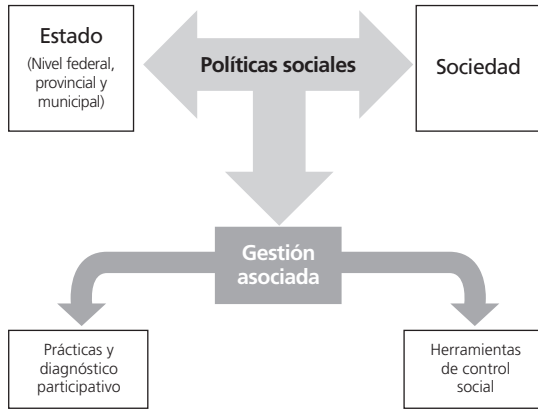 Estado
(Nivel federal,
provincial y
municipal)
Políticas sociales
Sociedad
Gestión
asociada
Prácticas y
diagnóstico
participativo
Herramientas
de control
social